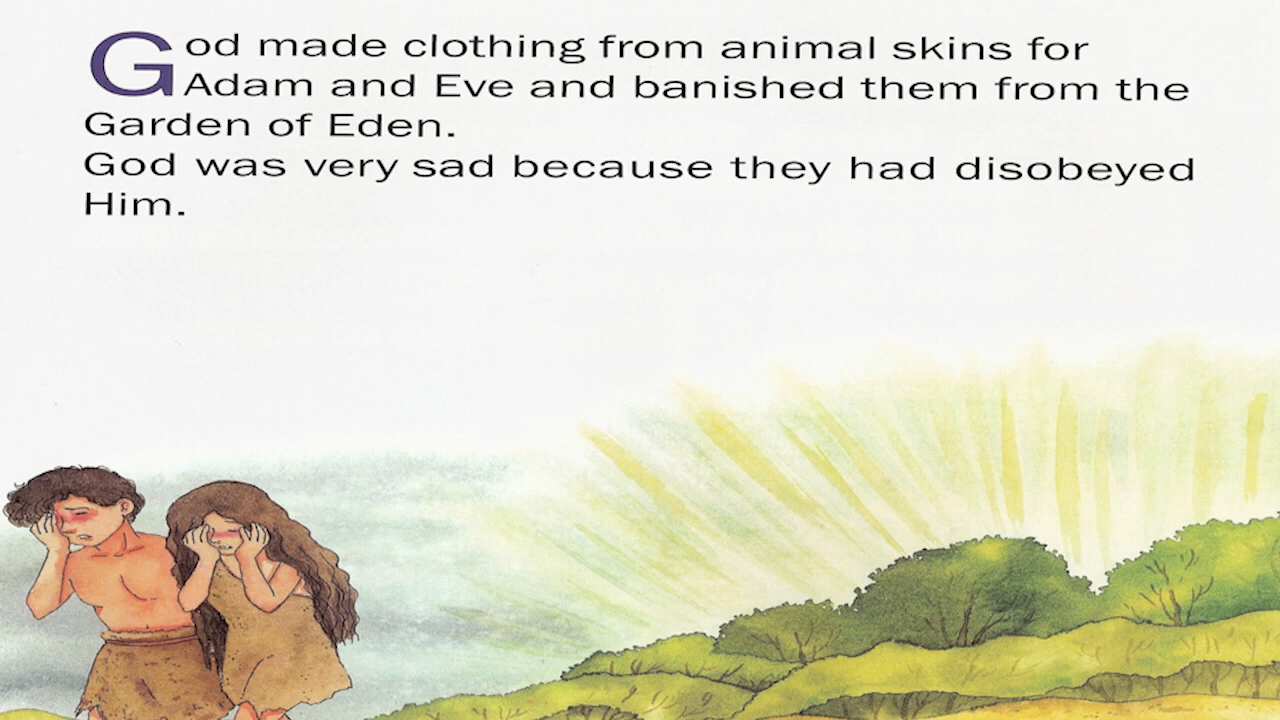 God made clothing from animal skins for
Adam and Eve and banished them from the
Garden of Eden.
God was very sad because they had disobeyed
Him.